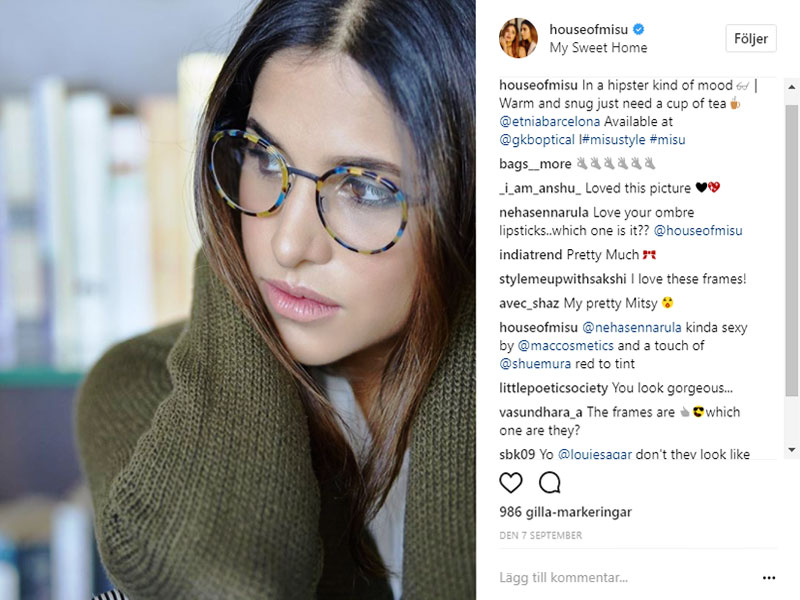 houseofmisu
My Sweet Home
Följer
houseofmisu In a hipster kind of mood👓 |
Warm and snug just need a cup of tea☕
@etniabarcelona Available at
@gkboptical l#misustyle #misu
bags__more 👌👌👌👌👌👌
_i_am_anshu_ Loved this picture 🖤💖
nehasennarula Love your ombre
lipsticks..which one is it?? @houseofmisu
indiatrend Pretty Much 🎀
stylemeupwithsakshi I love these frames!
avec_shaz My pretty Mitsy 😲
houseofmisu @nehasennarula kinda sexy
by @maccosmetics and a touch of
@shuemura red to tint
littlepoeticsociety You look gorgeous...
vasundhara_a The frames are 👆😎which
one are they?
sbk09 Yo @louiesagar don't they look like
986 gilla-markeringar
DEN 7 SEPTEMBER
Lägg till kommentar...